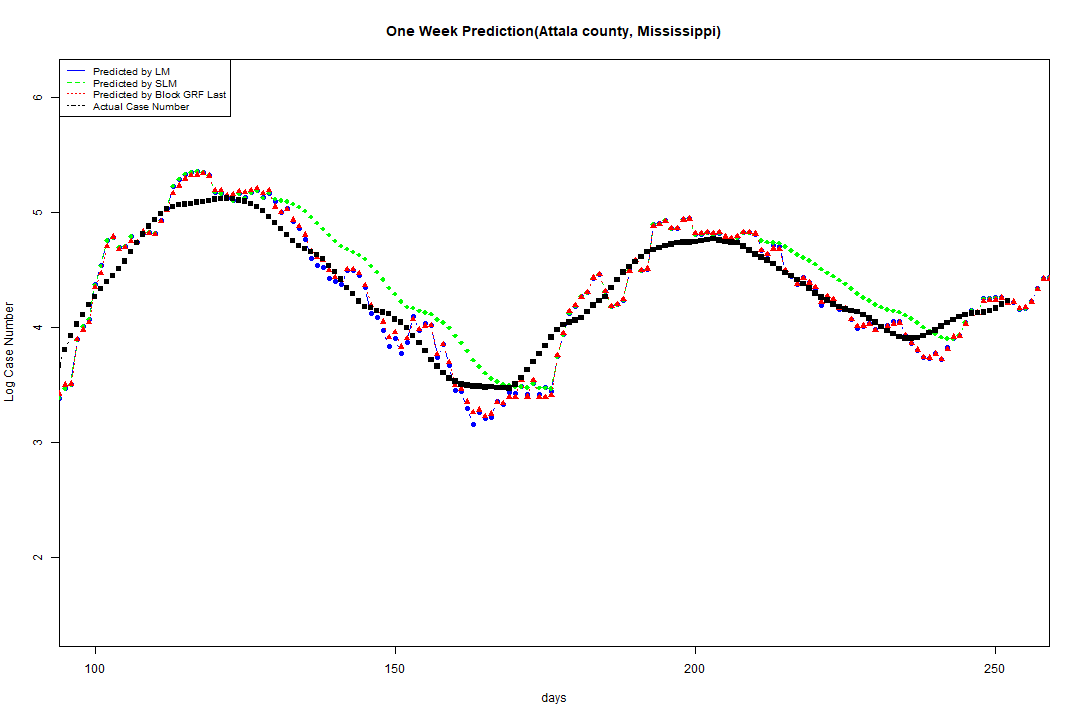 One Week Prediction(Attala county, Mississippi)
Predicted by LM
Predicted by SLM
Predicted by Block GRF Last
Actual Case Number
6
5
4
3
2
Log Case Number
100 150 200 250
days